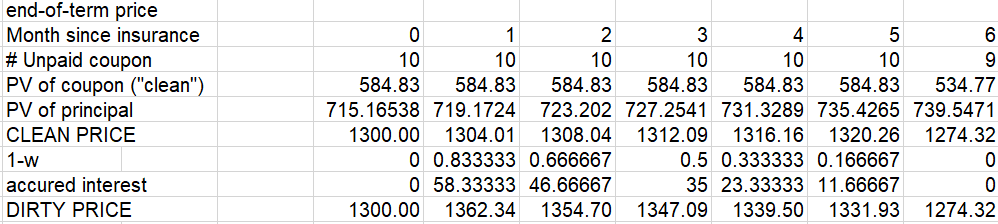 end-of-term price
Month since insurance 0 1 2 3 4 5 6
# Unpaid coupon 10 10 10 10 10 10 9
PV of coupon ("clean") 584.83 584.83 584.83 584.83 584.83 584.83 534.77
PV of principal 715.16538 719.1724 723.202 727.2541 731.3289 735.4265 739.5471
CLEAN PRICE 1300.00 1304.01 1308.04 1312.09 1316.16 1320.26 1274.32
1-w 0 0.833333 0.666667 0.5 0.333333 0.166667 0
accured interest 0 58.33333 46.66667 35 23.33333 11.66667 0
DIRTY PRICE 1300.00 1362.34 1354.70 1347.09 1339.50 1331.93 1274.32